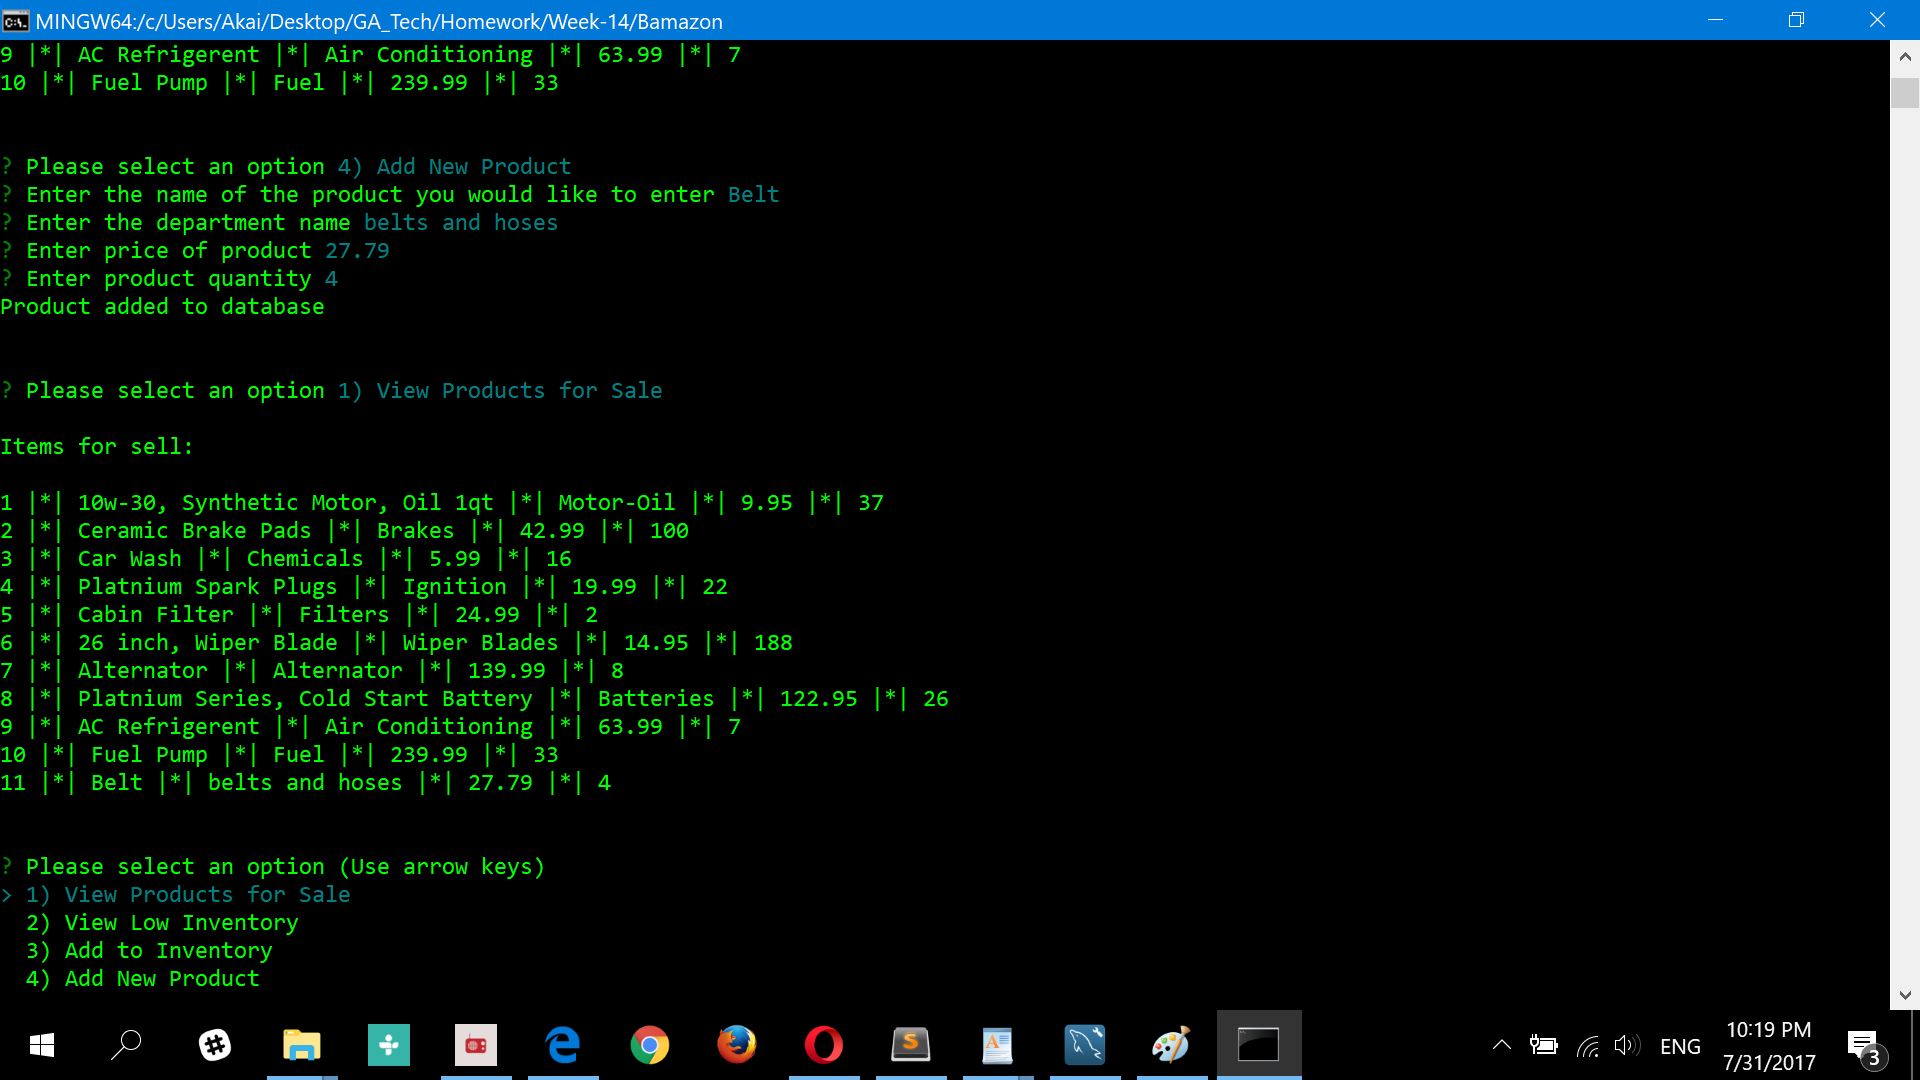 MINGW64:/c/Users/Akai/Desktop/GA_Tech/Homework/Week-14/Bamazon
9 |*| AC Refrigerent |*| Air Conditioning |*| 63.99 |*| 7
10 |*| Fuel Pump |*| Fuel |*| 239.99 |*| 33
? Please select an option 4) Add New Product
? Enter the name of the product you would like to enter Belt
? Enter the department name belts and hoses
? Enter price of product 27.79
? Enter product quantity 4
Product added to database
? Please select an option 1) View Products for Sale
Items for sell:
1 |*| 10w-30, Synthetic Motor, Oil 1qt |*| Motor-Oil |*| 9.95 |*| 37
2 |*| Ceramic Brake Pads |*| Brakes |*| 42.99 |*| 100
3 |*| Car Wash |*| Chemicals |*| 5.99 |*| 16
4 |*| Platnium Spark Plugs |*| Ignition |*| 19.99 |*| 22
5 |*| Cabin Filter |*| Filters |*| 24.99 |*| 2
6 |*| 26 inch, Wiper Blade |*| Wiper Blades |*| 14.95 |*| 188
7 |*| Alternator |*| Alternator |*| 139.99 |*| 8
8 |*| Platnium Series, Cold Start Battery |*| Batteries |*| 122.95 |*| 26
9 |*| AC Refrigerent |*| Air Conditioning |*| 63.99 |*| 7
10 |*| Fuel Pump |*| Fuel |*| 239.99 |*| 33
11 |*| Belt |*| belts and hoses |*| 27.79 |*| 4
? Please select an option (Use arrow keys)
> 1) View Products for Sale
2) View Low Inventory
3) Add to Inventory
4) Add New Product
ENG
10:19 PM
7/31/2017
3